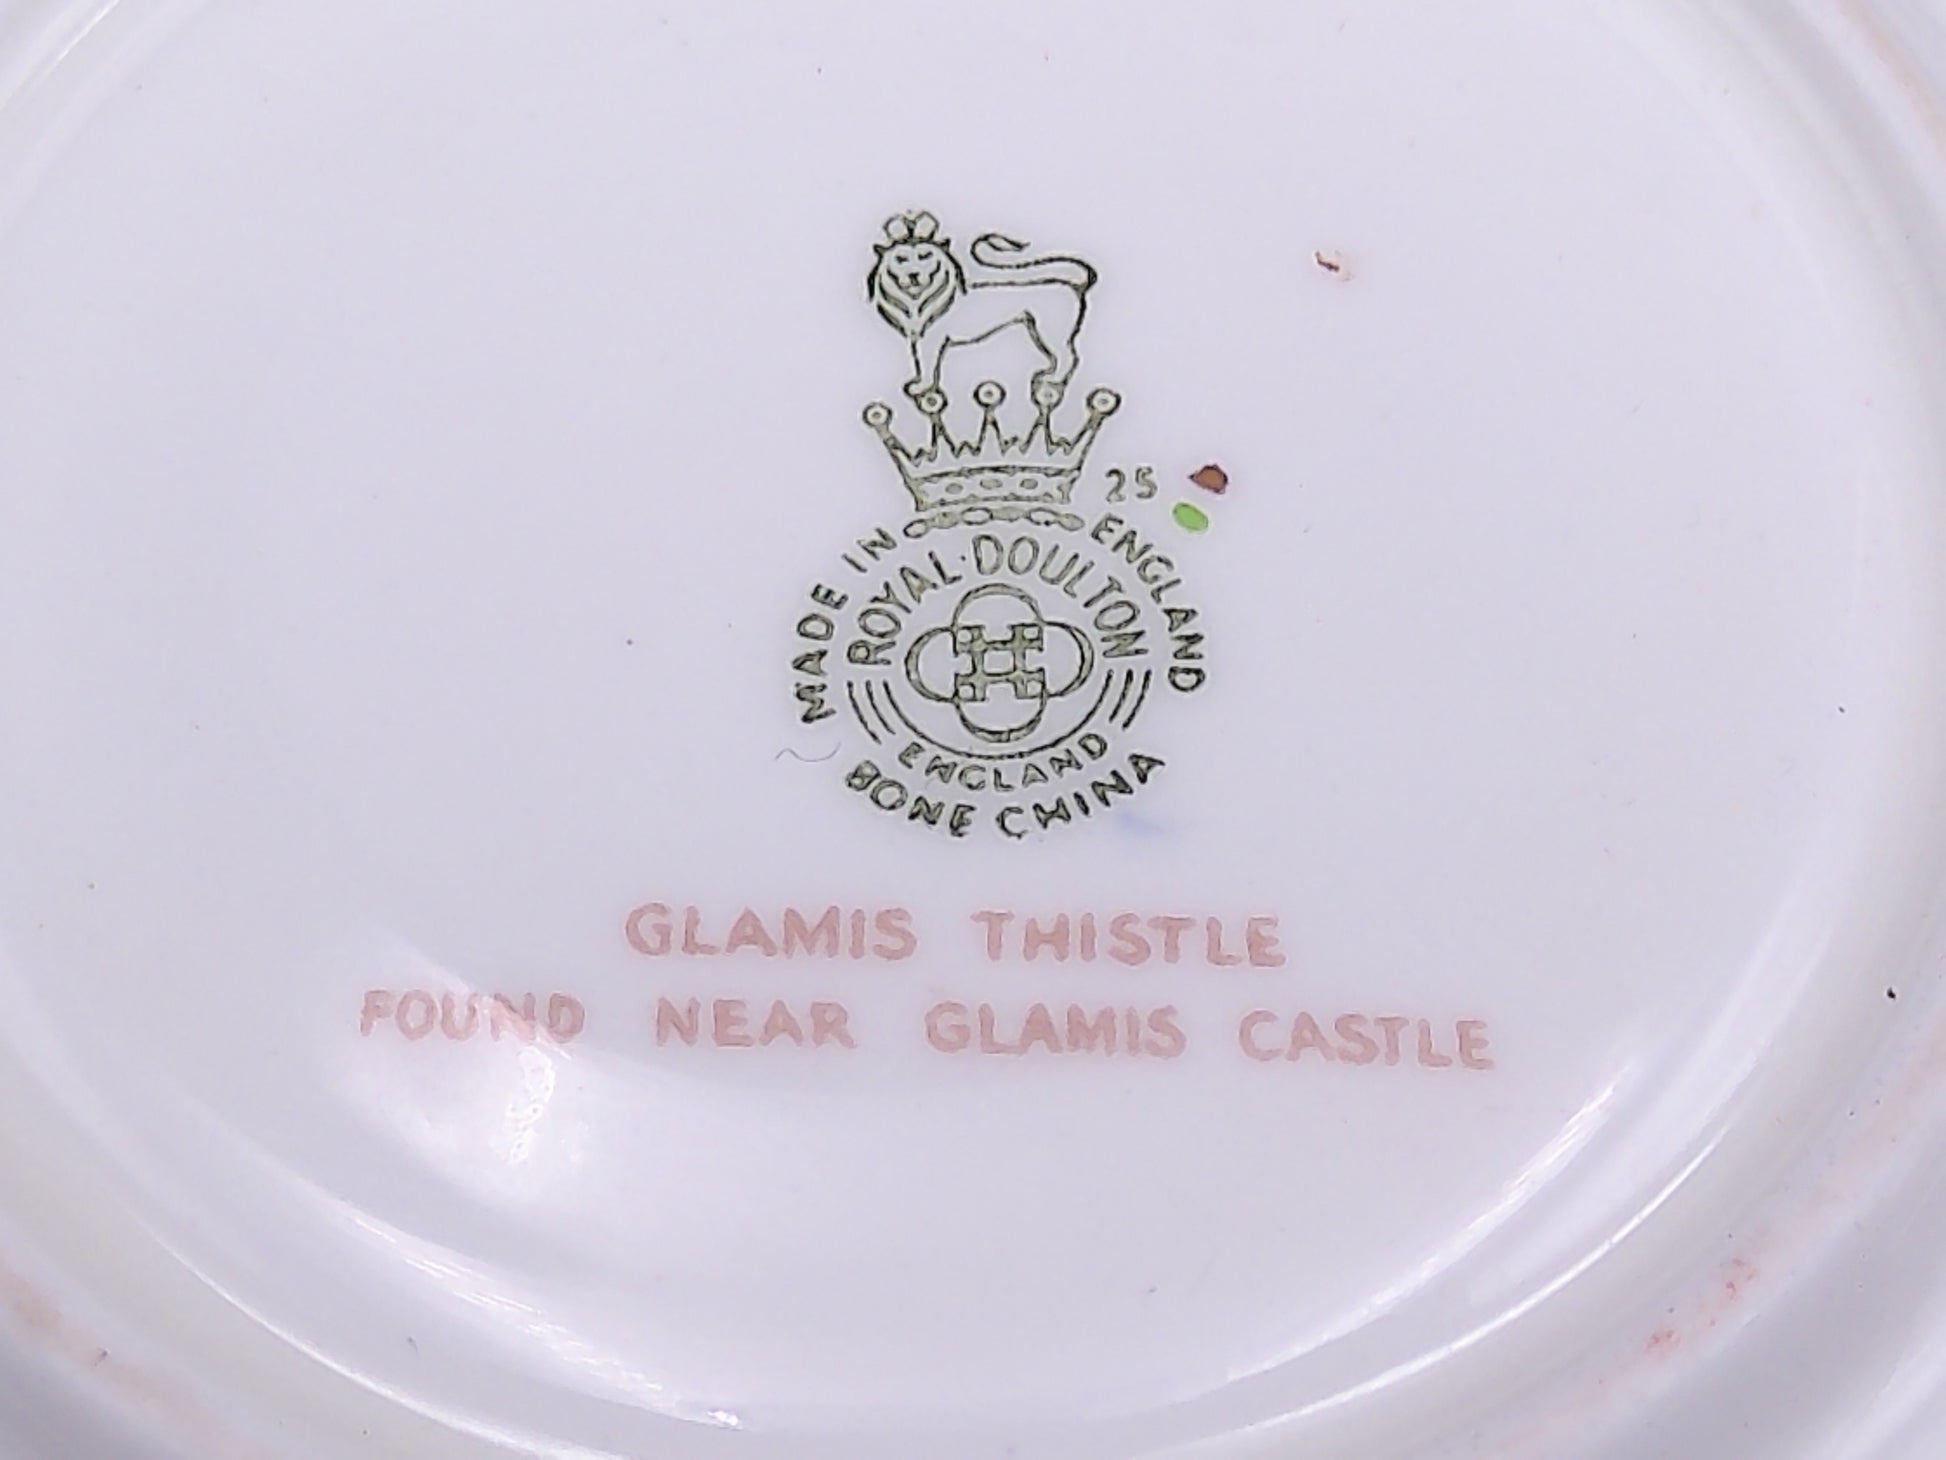 25
MADE IN ENGLAND
ROYAL·DOULTON
ENGLAND
BONE CHINA
GLAMIS THISTLE
FOUND NEAR GLAMIS CASTLE